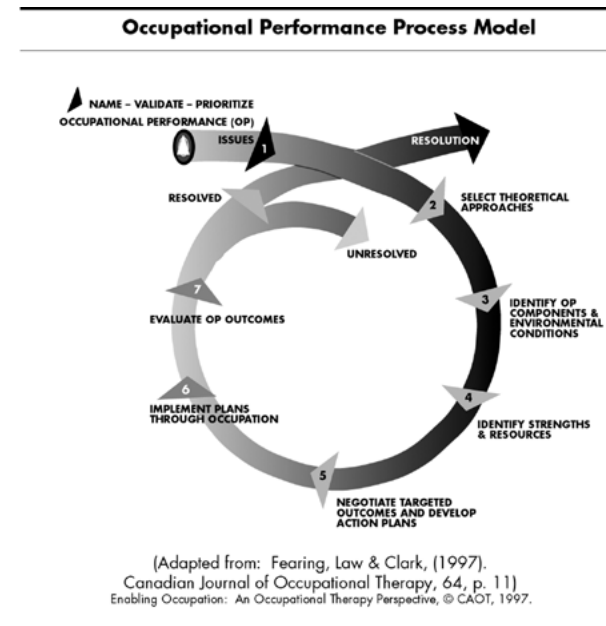 Occupational Performance Process Model
NAME – VALIDATE – PRIORITIZE
OCCUPATIONAL PERFORMANCE (OP)
ISSUES
1
RESOLUTION
2
SELECT THEORETICAL
APPROACHES
RESOLVED
UNRESOLVED
3
IDENTIFY OP
COMPONENTS &
ENVIRONMENTAL
CONDITIONS
4
IDENTIFY STRENGTHS
& RESOURCES
5
NEGOTIATE TARGETED
OUTCOMES AND DEVELOP
ACTION PLANS
6
IMPLEMENT PLANS
THROUGH OCCUPATION
7
EVALUATE OP OUTCOMES
(Adapted from: Fearing, Law & Clark, (1997).
Canadian Journal of Occupational Therapy, 64, p. 11)
Enabling Occupation: An Occupational Therapy Perspective, © CAOT, 1997.